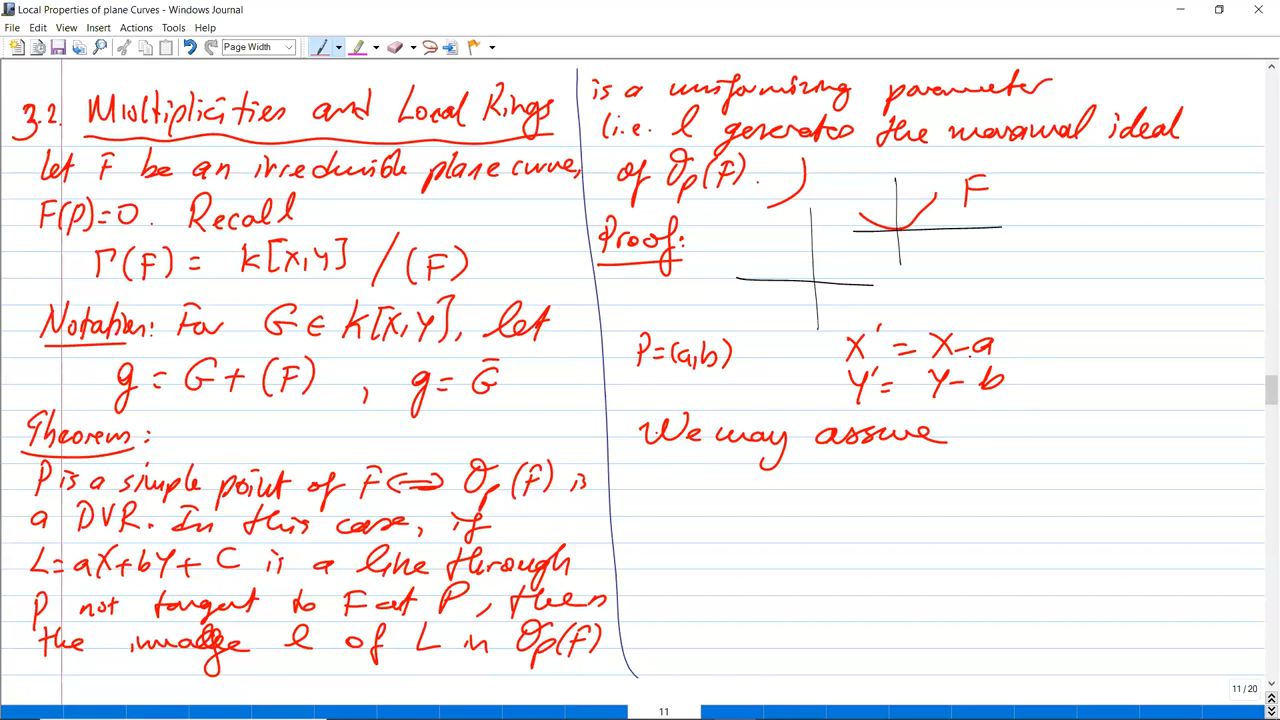 Local Properties of plane Curves - Windows Journal
File Edit View Insert Actions Tools Help
Page Width
3.2. Multiplicities and Local Rings
let F be an irreducible plane curve,
F(P)=0. Recall
Γ(F) = k[X,Y] / (F)
Notation: For G ∈ k[X,Y], let
g = G + (F) , g = Ḡ
Theorem:
P is a simple point of F ⟺ 𝒪p(F) is
a DVR. In this case, if
L = aX+bY+C is a line through
P not tangent to F at P, then
the image l of L in 𝒪p(F)
is a uniformizing parameter
(i.e. l generates the maximal ideal
of 𝒪p(F). )
F
Proof:
P=(a,b) X' = X-a
Y' = Y-b
We may assume
11 / 20
11